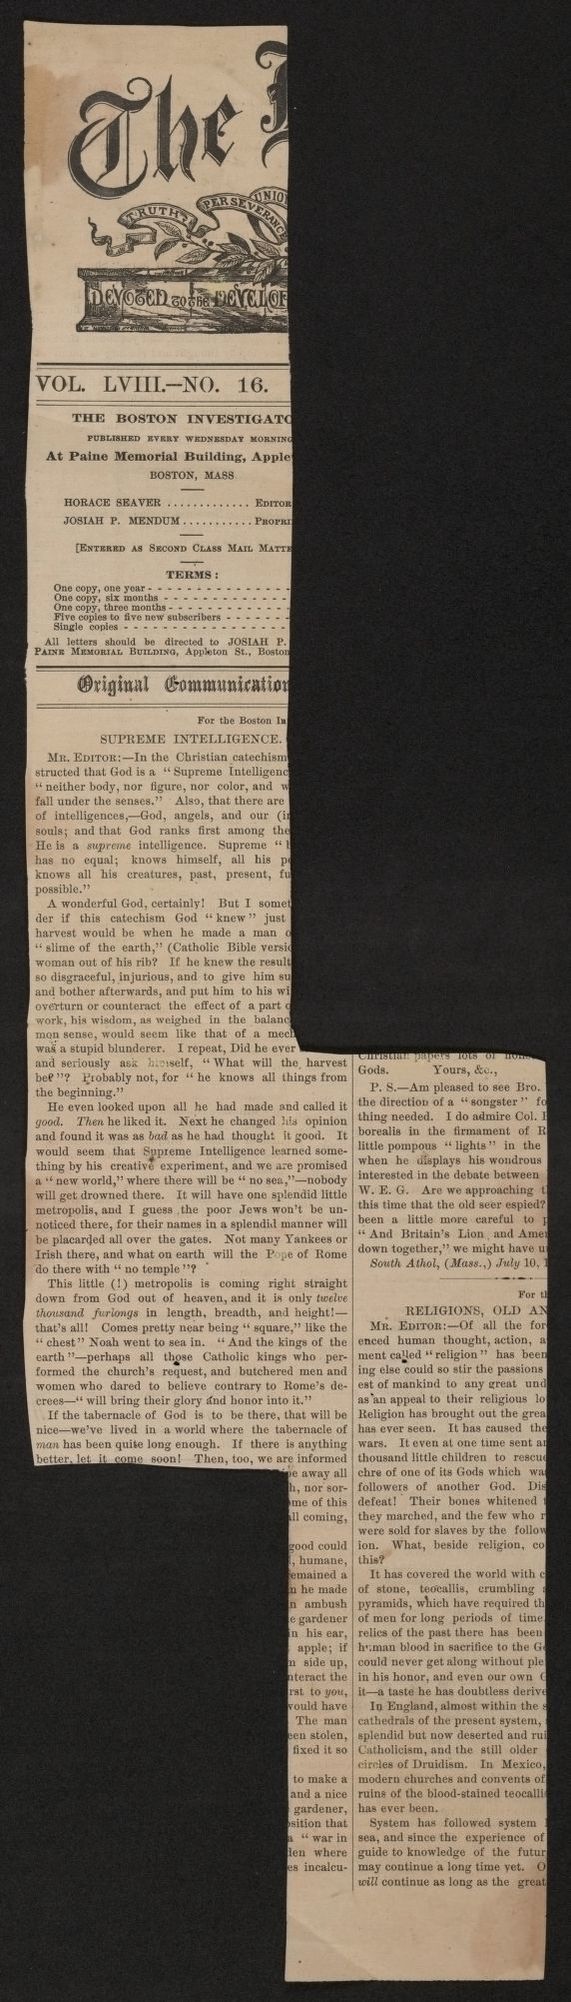 The
TRUTH
PERSEVERANCE
UNIO
DEVOTED to the DEVELOP
VOL. LVIII.—NO. 16.
THE BOSTON INVESTIGATO
PUBLISHED EVERY WEDNESDAY MORNING
At Paine Memorial Building, Apple
BOSTON, MASS
HORACE SEAVER . . . . . . . . . . . . EDITOR
JOSIAH P. MENDUM . . . . . . . . . . PROPRI
[ENTERED AS SECOND CLASS MAIL MATTE
TERMS:
One copy, one year - - - - - - - - - - - - -
One copy, six months - - - - - - - - - - - -
One copy, three months - - - - - - - - - - -
Five copies to five new subscribers - - - - - -
Single copies - - - - - - - - - - - - - - -
All letters should be directed to JOSIAH P.
PAINE MEMORIAL BUILDING, Appleton St., Boston
Original Communication
For the Boston In
SUPREME INTELLIGENCE.
MR. EDITOR:—In the Christian catechism
structed that God is a “Supreme Intelligenc
“neither body, nor figure, nor color, and w
fall under the senses.” Also, that there are
of intelligences,—God, angels, and our (in
souls; and that God ranks first among the
He is a supreme intelligence. Supreme “
has no equal; knows himself, all his p
knows all his creatures, past, present, fu
possible.”
A wonderful God, certainly! But I somet
der if this catechism God “knew” just
harvest would be when he made a man o
“slime of the earth,” (Catholic Bible versi
woman out of his rib? If he knew the result
so disgraceful, injurious, and to give him su
and bother afterwards, and put him to his wi
overturn or counteract the effect of a part o
work, his wisdom, as weighed in the balanc
mon sense, would seem like that of a mech
was a stupid blunderer. I repeat, Did he ever
and seriously ask himself, “What will the harvest
be?”? Probably not, for “he knows all things from
the beginning.”
He even looked upon all he had made and called it
good. Then he liked it. Next he changed his opinion
and found it was as bad as he had thought it good. It
would seem that Supreme Intelligence learned some-
thing by his creative experiment, and we are promised
a “new world,” where there will be “no sea,”—nobody
will get drowned there. It will have one splendid little
metropolis, and I guess the poor Jews won't be un-
noticed there, for their names in a splendid manner will
be placarded all over the gates. Not many Yankees or
Irish there, and what on earth will the Pope of Rome
do there with “no temple”?
This little (!) metropolis is coming right straight
down from God out of heaven, and it is only twelve
thousand furlongs in length, breadth, and height!—
that's all! Comes pretty near being “square,” like the
“chest” Noah went to sea in. “And the kings of the
earth”—perhaps all those Catholic kings who per-
formed the church's request, and butchered men and
women who dared to believe contrary to Rome's de-
crees—“will bring their glory and honor into it.”
If the tabernacle of God is to be there, that will be
nice—we've lived in a world where the tabernacle of
man has been quite long enough. If there is anything
better, let it come soon! Then, too, we are informed
pe away all
h, nor sor-
me of this
ll coming,
good could
, humane,
emained a
n he made
n ambush
e gardener
in his ear,
apple; if
n side up,
nteract the
rst to you,
would have
The man
een stolen,
fixed it so
to make a
and a nice
gardener,
sition that
a “war in
den where
es incalcu-
Christian papers lots of
Gods. Yours, &c.,
P. S.—Am pleased to see Bro.
the direction of a “songster” fo
thing needed. I do admire Col. I
borealis in the firmament of R
little pompous “lights” in the
when he displays his wondrous
interested in the debate between
W. E. G. Are we approaching t
this time that the old seer espied?
been a little more careful to p
“And Britain's Lion and Amer
down together,” we might have u
South Athol, (Mass.,) July 10, 1
For th
RELIGIONS, OLD AN
MR. EDITOR:—Of all the for
enced human thought, action, a
ment called “religion” has been
ing else could so stir the passions
est of mankind to any great und
as an appeal to their religious lo
Religion has brought out the grea
has ever seen. It has caused the
wars. It even at one time sent a
thousand little children to rescue
chre of one of its Gods which wa
followers of another God. Dis
defeat! Their bones whitened t
they marched, and the few who r
were sold for slaves by the follow
ion. What, beside religion, co
this?
It has covered the world with c
of stone, teocallis, crumbling
pyramids, which have required th
of men for long periods of time.
relics of the past there has been
human blood in sacrifice to the G
could never get along without ple
in his honor, and even our own G
it—a taste he has doubtless derive
In England, almost within the s
cathedrals of the present system,
splendid but now deserted and rui
Catholicism, and the still older
circles of Druidism. In Mexico,
modern churches and convents of
ruins of the blood-stained teocalli
has ever been.
System has followed system
sea, and since the experience of
guide to knowledge of the futur
may continue a long time yet. O
will continue as long as the great